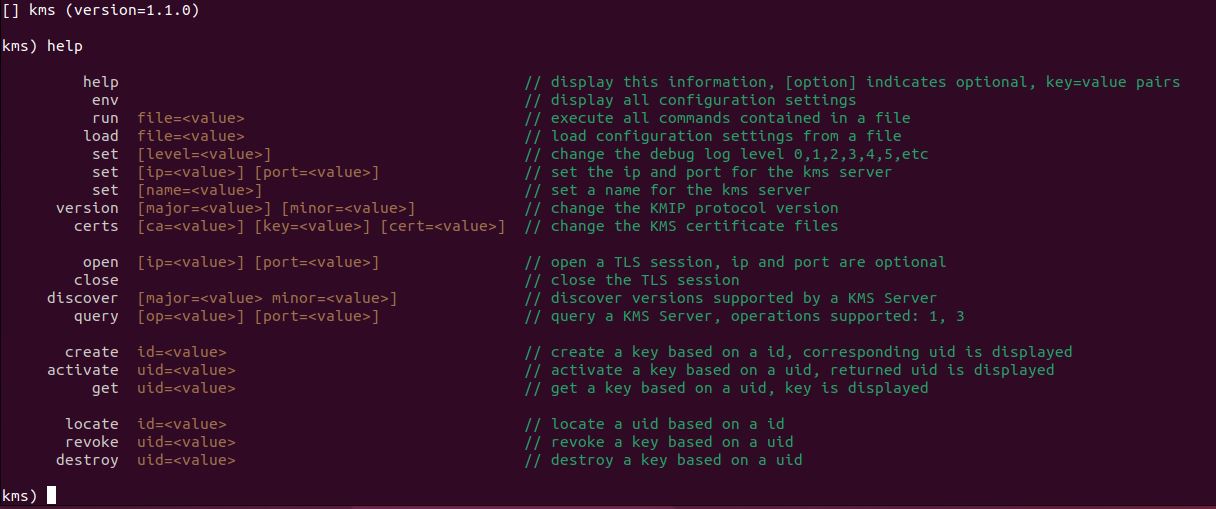 [] kms (version=1.1.0)
kms) help
help // display this information, [option] indicates optional, key=value pairs
env // display all configuration settings
run file=<value> // execute all commands contained in a file
load file=<value> // load configuration settings from a file
set [level=<value>] // change the debug log level 0,1,2,3,4,5,etc
set [ip=<value>] [port=<value>] // set the ip and port for the kms server
set [name=<value>] // set a name for the kms server
version [major=<value>] [minor=<value>] // change the KMIP protocol version
certs [ca=<value>] [key=<value>] [cert=<value>] // change the KMS certificate files
open [ip=<value>] [port=<value>] // open a TLS session, ip and port are optional
close // close the TLS session
discover [major=<value> minor=<value>] // discover versions supported by a KMS Server
query [op=<value>] [port=<value>] // query a KMS Server, operations supported: 1, 3
create id=<value> // create a key based on a id, corresponding uid is displayed
activate uid=<value> // activate a key based on a uid, returned uid is displayed
get uid=<value> // get a key based on a uid, key is displayed
locate id=<value> // locate a uid based on a id
revoke uid=<value> // revoke a key based on a uid
destroy uid=<value> // destroy a key based on a uid
kms)